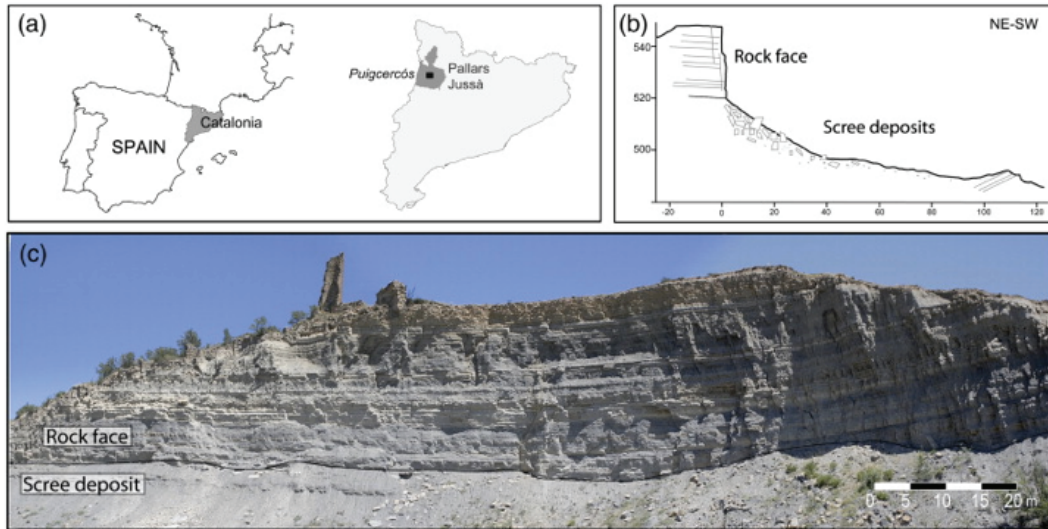 (a)
SPAIN
Catalonia
Puigcercós
Pallars
Jussà
(b)
NE-SW
540
520
500
Rock face
Scree deposits
-20
0
20
40
60
80
100
120
(c)
Rock face
Scree deposit
0 5 10 15 20 m